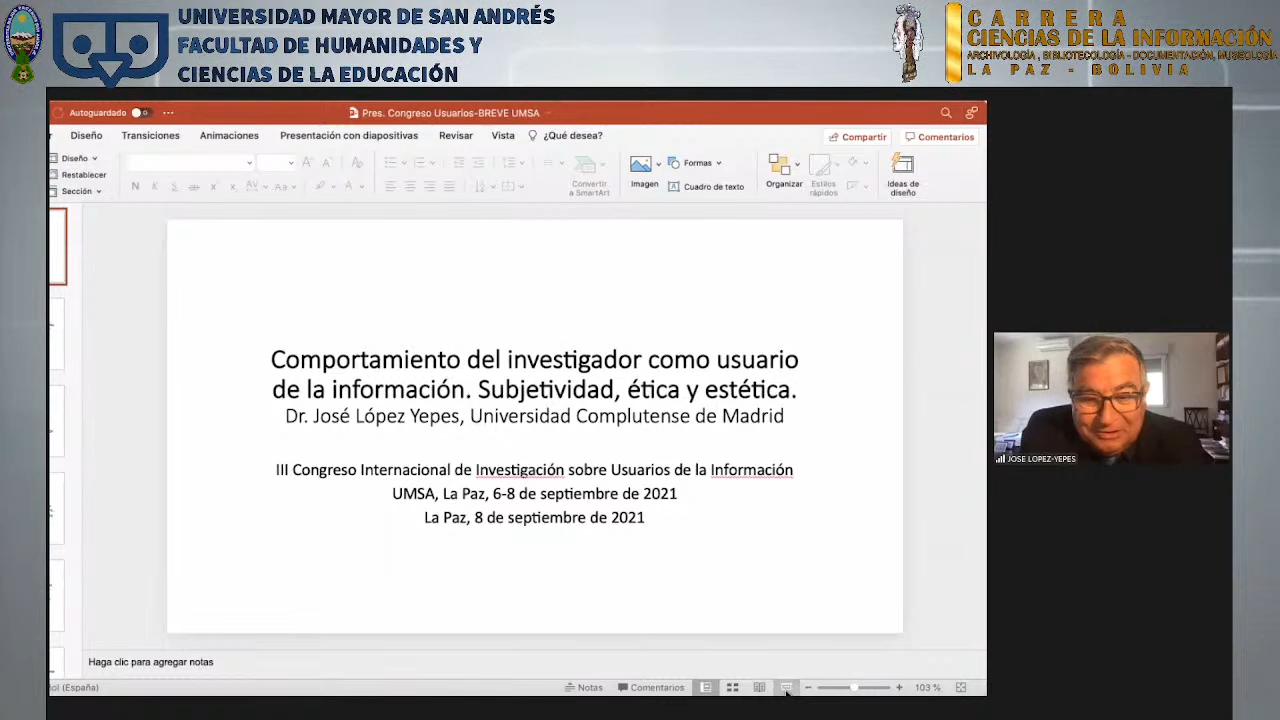 UNIVERSIDAD MAYOR DE SAN ANDRÉS
FACULTAD DE HUMANIDADES Y
CIENCIAS DE LA EDUCACIÓN
CARRERA
CIENCIAS DE LA INFORMACIÓN
ARCHIVOLOGÍA, BIBLIOTECOLOGÍA - DOCUMENTACIÓN, MUSEOLOGÍA
LA PAZ - BOLIVIA
Autoguardado
Pres. Congreso Usuarios-BREVE UMSA
Diseño Transiciones Animaciones Presentación con diapositivas Revisar Vista ¿Qué desea? Compartir Comentarios
Diseño
Restablecer
Sección
N K S
Convertir
a SmartArt
Imagen
Formas
Cuadro de texto
Organizar
Estilos
rápidos
Ideas de
diseño
Comportamiento del investigador como usuario
de la información. Subjetividad, ética y estética.
Dr. José López Yepes, Universidad Complutense de Madrid
III Congreso Internacional de Investigación sobre Usuarios de la Información
UMSA, La Paz, 6-8 de septiembre de 2021
La Paz, 8 de septiembre de 2021
JOSE LOPEZ-YEPES
Haga clic para agregar notas
(España) Notas Comentarios 103 %